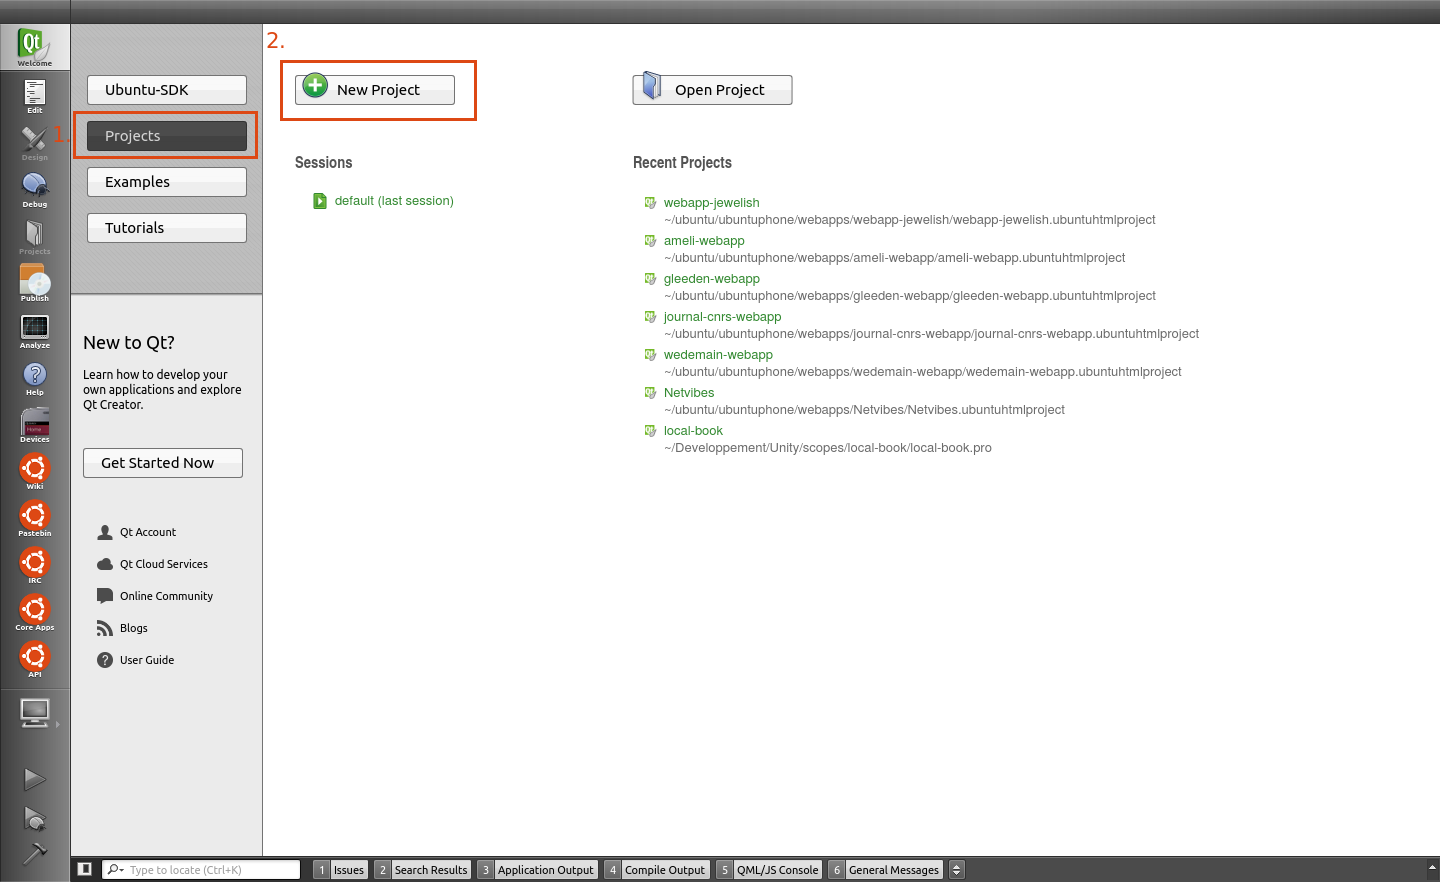 Qt
Welcome
Edit
Design
Debug
Projects
Publish
Analyze
Help
Devices
Wiki
Pastebin
IRC
Core Apps
API
Ubuntu-SDK
1.
Projects
Examples
Tutorials
New to Qt?
Learn how to develop your
own applications and explore
Qt Creator.
Get Started Now
Qt Account
Qt Cloud Services
Online Community
Blogs
User Guide
2.
New Project
Open Project
Sessions
default (last session)
Recent Projects
webapp-jewelish
~/ubuntu/ubuntuphone/webapps/webapp-jewelish/webapp-jewelish.ubuntuhtmlproject
ameli-webapp
~/ubuntu/ubuntuphone/webapps/ameli-webapp/ameli-webapp.ubuntuhtmlproject
gleeden-webapp
~/ubuntu/ubuntuphone/webapps/gleeden-webapp/gleeden-webapp.ubuntuhtmlproject
journal-cnrs-webapp
~/ubuntu/ubuntuphone/webapps/journal-cnrs-webapp/journal-cnrs-webapp.ubuntuhtmlproject
wedemain-webapp
~/ubuntu/ubuntuphone/webapps/wedemain-webapp/wedemain-webapp.ubuntuhtmlproject
Netvibes
~/ubuntu/ubuntuphone/webapps/Netvibes/Netvibes.ubuntuhtmlproject
local-book
~/Developpement/Unity/scopes/local-book/local-book.pro
Type to locate (Ctrl+K)
1 Issues
2 Search Results
3 Application Output
4 Compile Output
5 QML/JS Console
6 General Messages